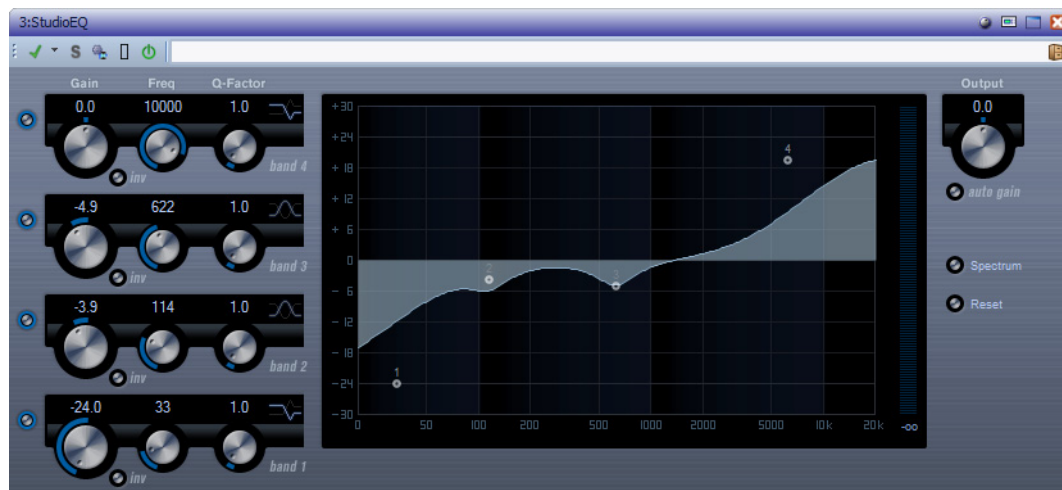 3:StudioEQ
S
Gain Freq Q-Factor Output
0.0 10000 1.0 0.0
inv band 4
auto gain
-4.9 622 1.0
inv band 3
Spectrum
Reset
-3.9 114 1.0
inv band 2
-24.0 33 1.0
inv band 1
+30
+24
+18
+12
+ 6
0
- 6
-12
-18
-24
-30
1
2
3
4
0 50 100 200 500 1000 2000 5000 10k 20k -∞